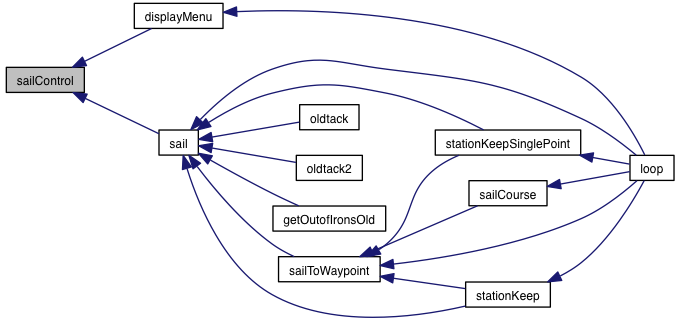 displayMenu
sailControl
oldtack
sail
stationKeepSinglePoint
oldtack2
loop
sailCourse
getOutofIronsOld
sailToWaypoint
stationKeep